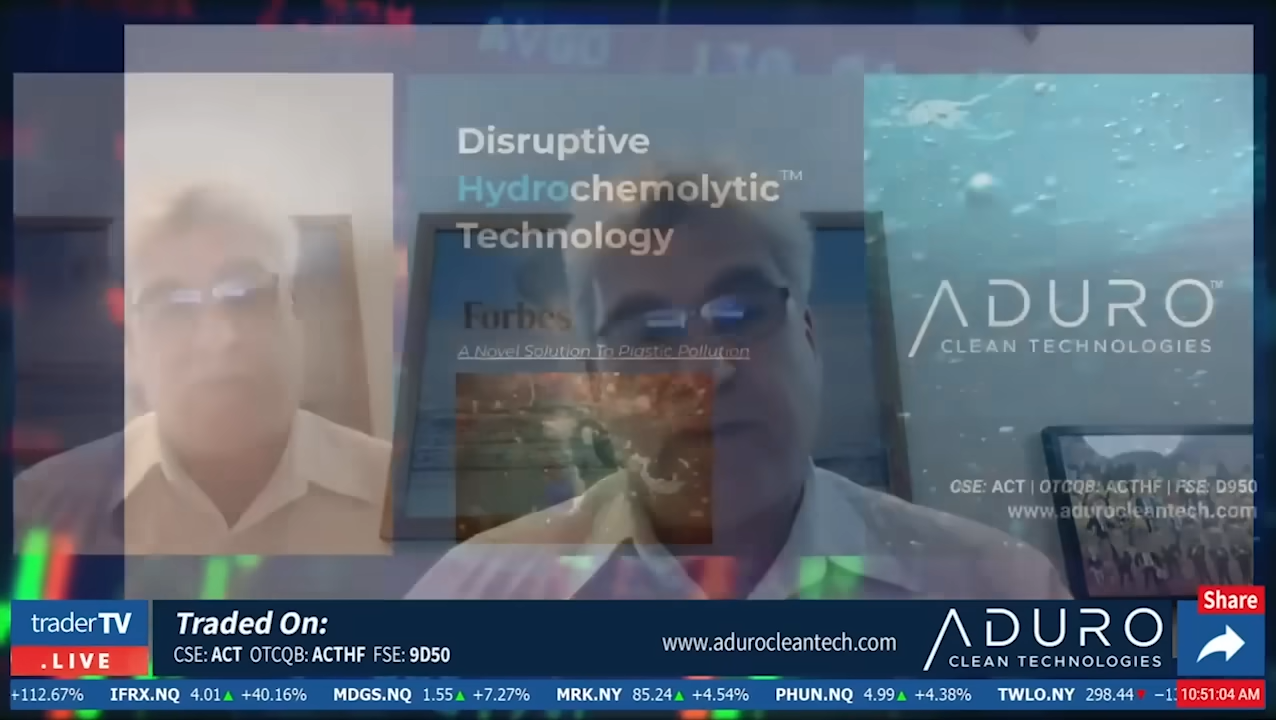 Disruptive
Hydrochemolytic™
Technology
Forbes
A Novel Solution To Plastic Pollution
ADURO™
CLEAN TECHNOLOGIES
CSE: ACT | OTCQB: ACTHF | FSE: D950
www.adurocleantech.com
traderTV
.LIVE
Traded On:
CSE: ACT OTCQB: ACTHF FSE: 9D50
www.adurocleantech.com
ADURO
CLEAN TECHNOLOGIES
Share
+112.67% IFRX.NQ 4.01▲ +40.16% MDGS.NQ 1.55▲ +7.27% MRK.NY 85.24▲ +4.54% PHUN.NQ 4.99▲ +4.38% TWLO.NY 298.44▼
10:51:04 AM